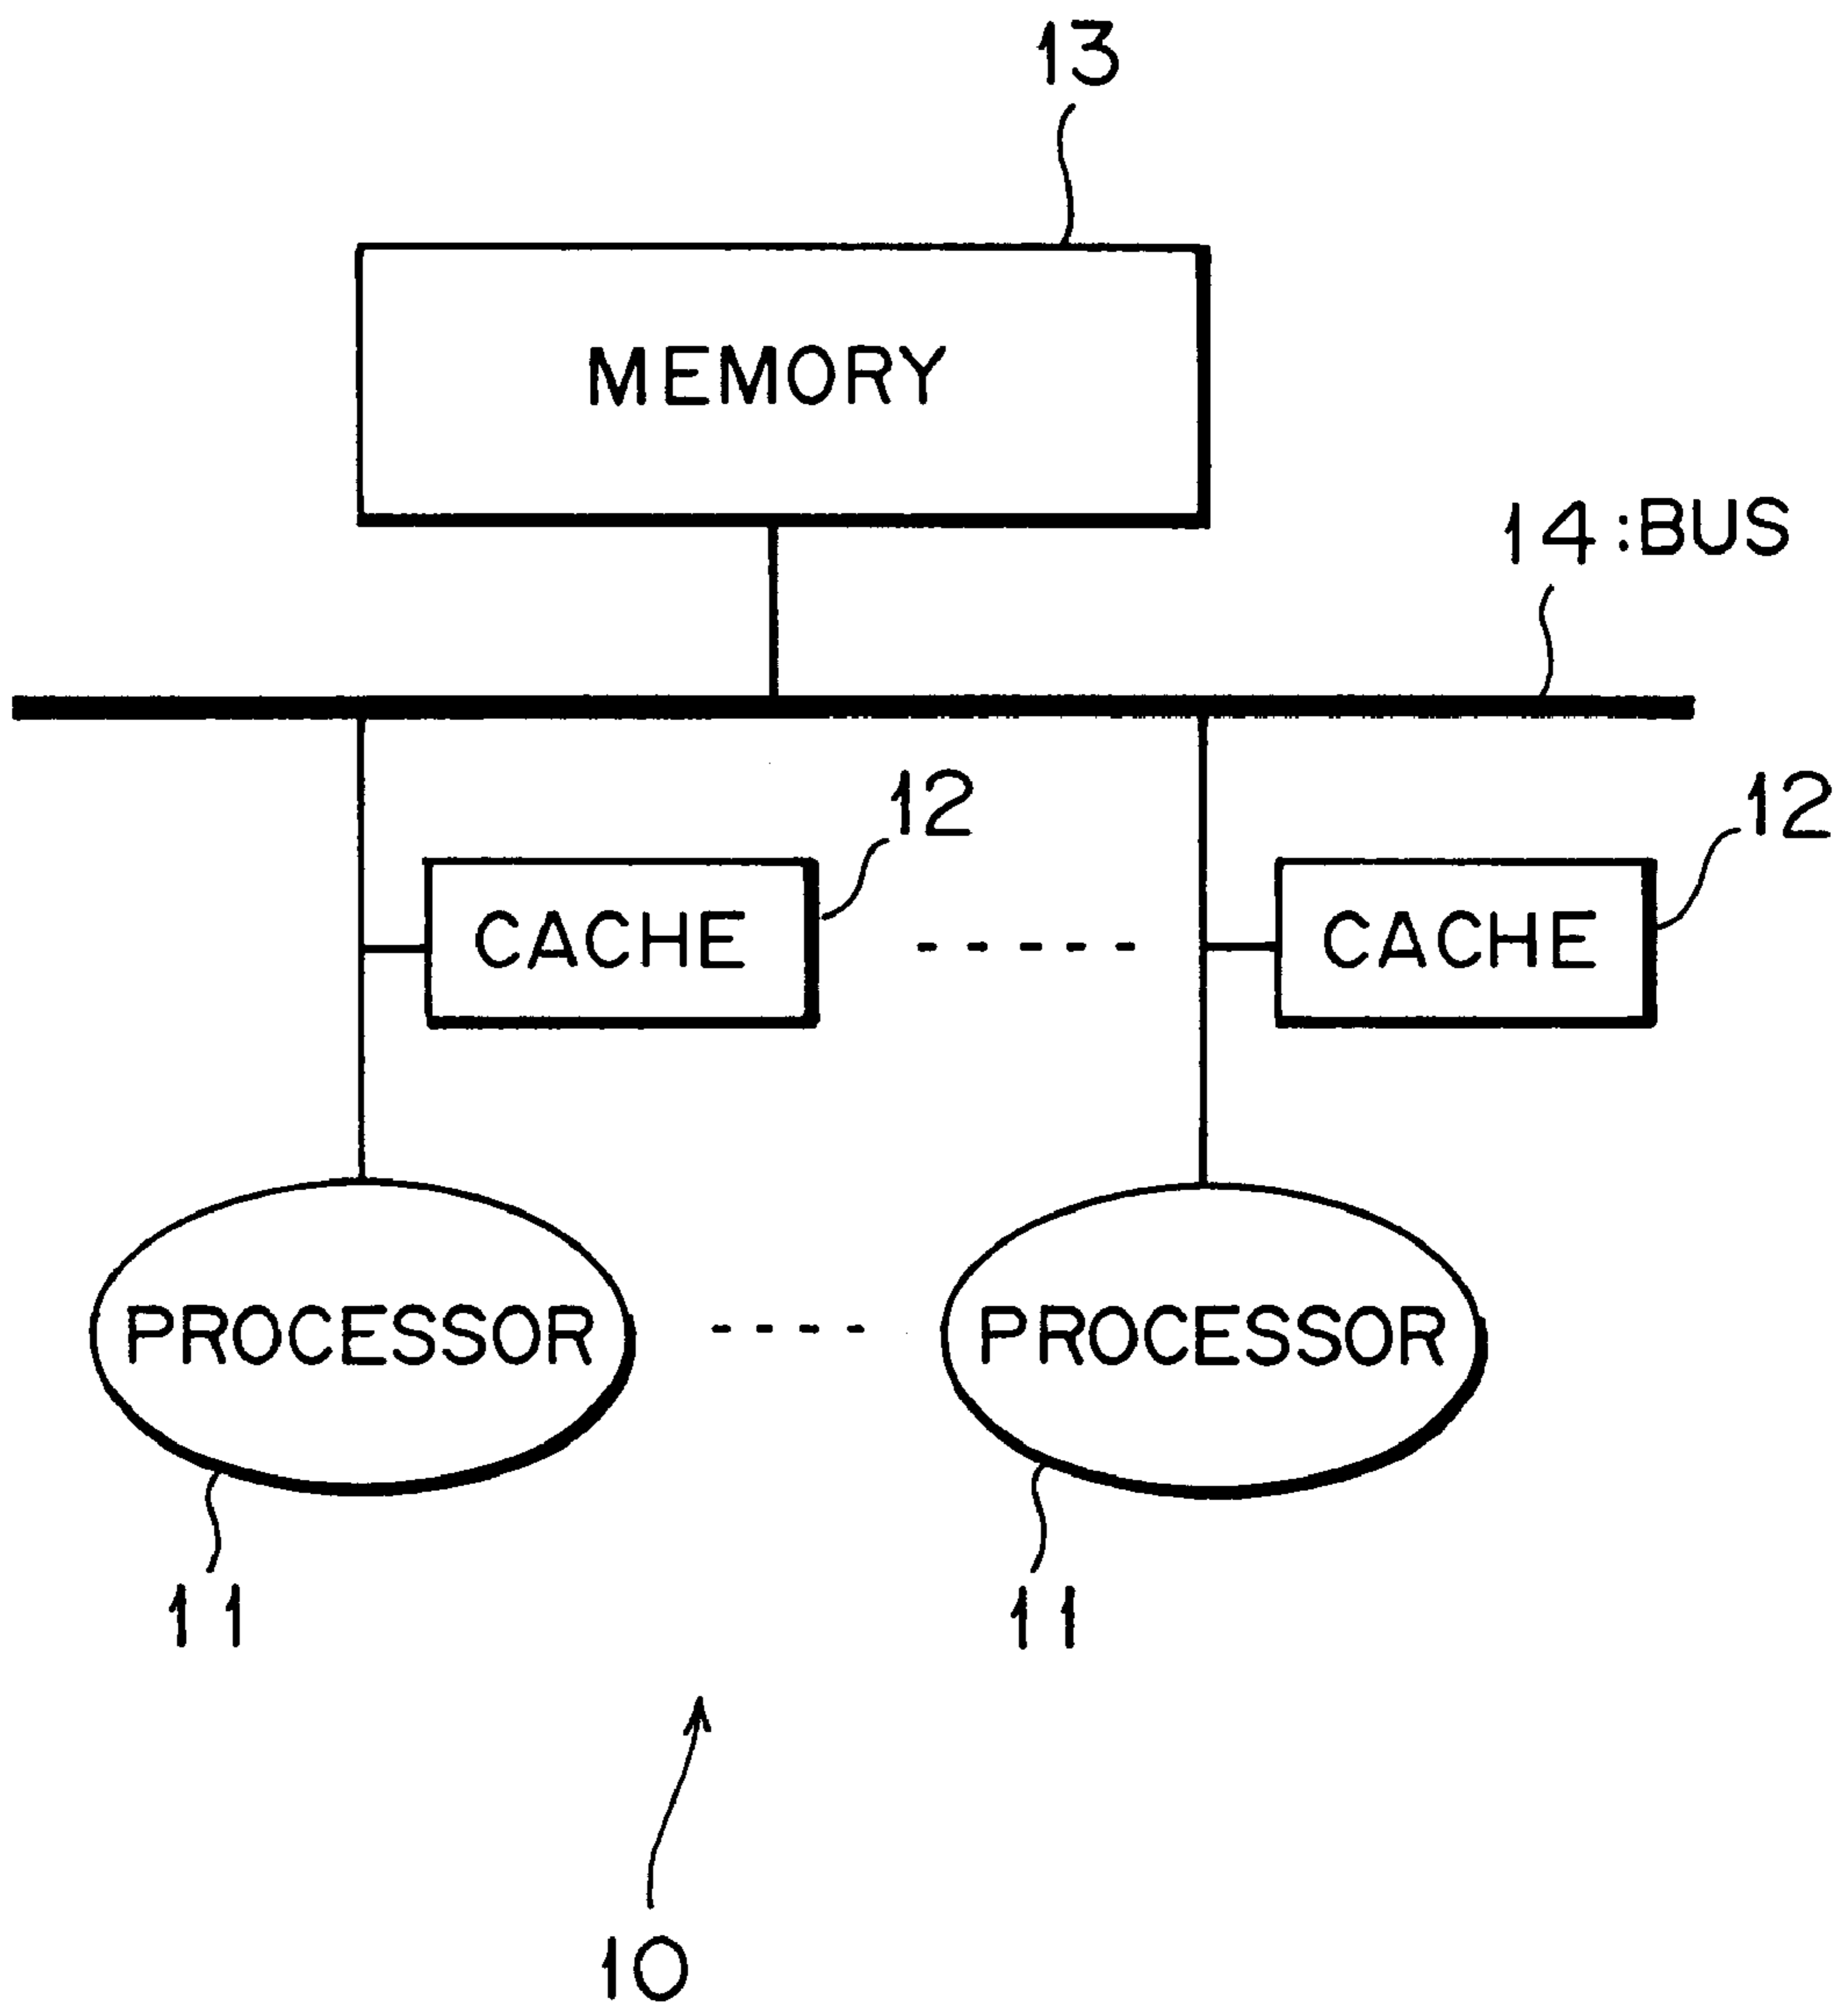 13
MEMORY
14:BUS
12
12
CACHE
CACHE
PROCESSOR
PROCESSOR
11
11
10